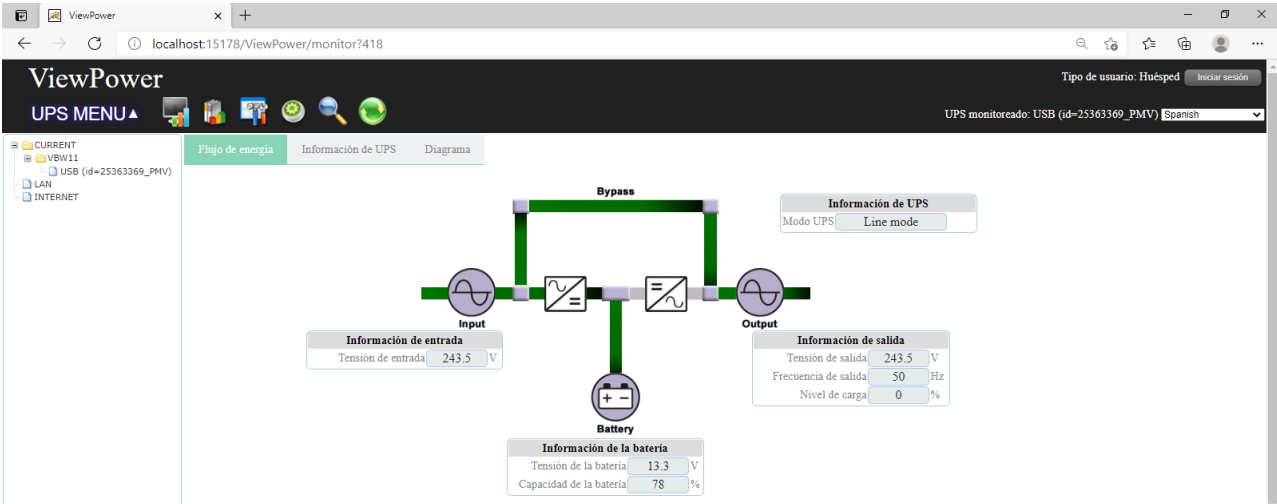 ViewPower
localhost:15178/ViewPower/monitor?418
ViewPower
Tipo de usuario: Huésped
Iniciar sesión
UPS MENU▲
UPS monitoreado: USB (id=25363369_PMV)
Spanish
CURRENT
VBW11
USB (id=25363369_PMV)
LAN
INTERNET
Flujo de energía
Información de UPS
Diagrama
Bypass
Información de UPS
Modo UPS Line mode
Input
Output
Información de entrada
Tensión de entrada 243.5 V
Información de salida
Tensión de salida 243.5 V
Frecuencia de salida 50 Hz
Nivel de carga 0 %
Battery
Información de la batería
Tensión de la batería 13.3 V
Capacidad de la batería 78 %